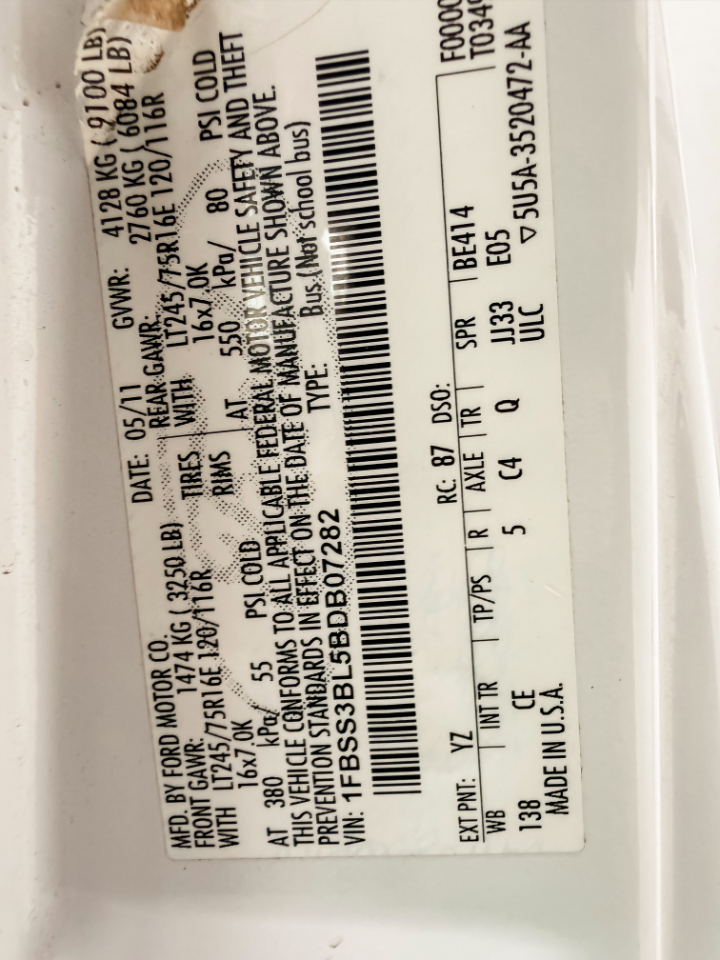 MFD. BY FORD MOTOR CO.
DATE: 05/11 GVWR: 4128 KG ( 9100 LB)
FRONT GAWR: 1474 KG ( 3250 LB) REAR GAWR: 2760 KG ( 6084 LB)
WITH LT245/75R16E 120/116R TIRES WITH LT245/75R16E 120/116R
16x7.0K RIMS 16x7.0K
AT 380 kPa/ 55 PSI COLD AT 550 kPa/ 80 PSI COLD
THIS VEHICLE CONFORMS TO ALL APPLICABLE FEDERAL MOTOR VEHICLE SAFETY AND THEFT
PREVENTION STANDARDS IN EFFECT ON THE DATE OF MANUFACTURE SHOWN ABOVE.
VIN: 1FBSS3BL5BDB07282 TYPE: Bus (Not school bus)
F0000
T0349
EXT PNT: YZ RC: 87 DSO:
WB INT TR TP/PS R AXLE TR SPR BE414
138 CE 5 C4 Q JJ33 E05
ULC
MADE IN U.S.A. ▽5U5A-3520472-AA